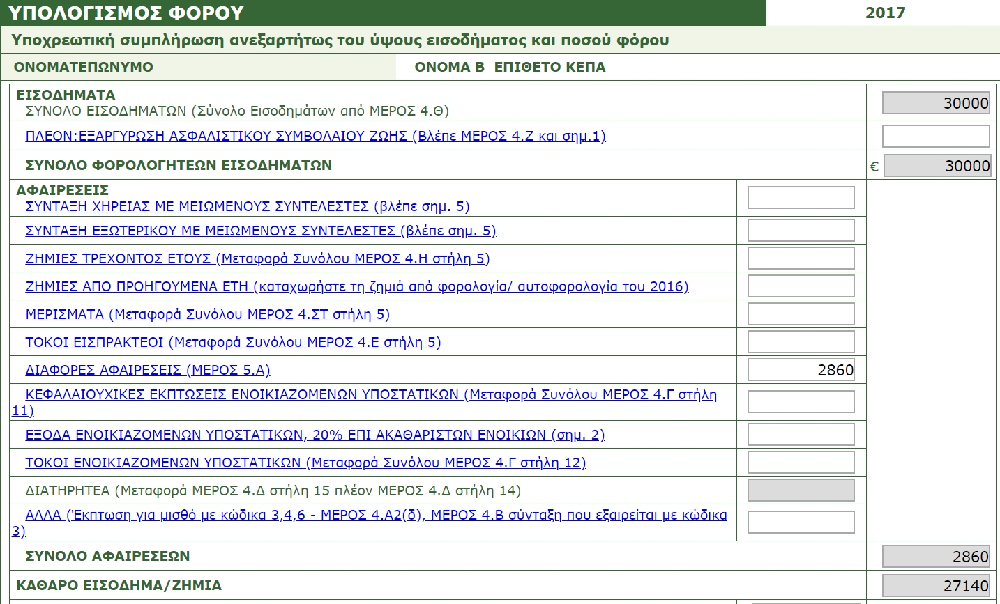 ΥΠΟΛΟΓΙΣΜΟΣ ΦΟΡΟΥ 2017
Υποχρεωτική συμπλήρωση ανεξαρτήτως του ύψους εισοδήματος και ποσού φόρου
ΟΝΟΜΑΤΕΠΩΝΥΜΟ ΟΝΟΜΑ Β ΕΠΙΘΕΤΟ ΚΕΠΑ
ΕΙΣΟΔΗΜΑΤΑ
ΣΥΝΟΛΟ ΕΙΣΟΔΗΜΑΤΩΝ (Σύνολο Εισοδημάτων από ΜΕΡΟΣ 4.Θ) 30000
ΠΛΕΟΝ:ΕΞΑΡΓΥΡΩΣΗ ΑΣΦΑΛΙΣΤΙΚΟΥ ΣΥΜΒΟΛΑΙΟΥ ΖΩΗΣ (Βλέπε ΜΕΡΟΣ 4.Ζ και σημ.1)
ΣΥΝΟΛΟ ΦΟΡΟΛΟΓΗΤΕΩΝ ΕΙΣΟΔΗΜΑΤΩΝ € 30000
ΑΦΑΙΡΕΣΕΙΣ
ΣΥΝΤΑΞΗ ΧΗΡΕΙΑΣ ΜΕ ΜΕΙΩΜΕΝΟΥΣ ΣΥΝΤΕΛΕΣΤΕΣ (βλέπε σημ. 5)
ΣΥΝΤΑΞΗ ΕΞΩΤΕΡΙΚΟΥ ΜΕ ΜΕΙΩΜΕΝΟΥΣ ΣΥΝΤΕΛΕΣΤΕΣ (βλέπε σημ. 5)
ΖΗΜΙΕΣ ΤΡΕΧΟΝΤΟΣ ΕΤΟΥΣ (Μεταφορά Συνόλου ΜΕΡΟΣ 4.Η στήλη 5)
ΖΗΜΙΕΣ ΑΠΟ ΠΡΟΗΓΟΥΜΕΝΑ ΕΤΗ (καταχωρήστε τη ζημιά από φορολογία/ αυτοφορολογία του 2016)
ΜΕΡΙΣΜΑΤΑ (Μεταφορά Συνόλου ΜΕΡΟΣ 4.ΣΤ στήλη 5)
ΤΟΚΟΙ ΕΙΣΠΡΑΚΤΕΟΙ (Μεταφορά Συνόλου ΜΕΡΟΣ 4.Ε στήλη 5)
ΔΙΑΦΟΡΕΣ ΑΦΑΙΡΕΣΕΙΣ (ΜΕΡΟΣ 5.Α) 2860
ΚΕΦΑΛΑΙΟΥΧΙΚΕΣ ΕΚΠΤΩΣΕΙΣ ΕΝΟΙΚΙΑΖΟΜΕΝΩΝ ΥΠΟΣΤΑΤΙΚΩΝ (Μεταφορά Συνόλου ΜΕΡΟΣ 4.Γ στήλη
11)
ΕΞΟΔΑ ΕΝΟΙΚΙΑΖΟΜΕΝΩΝ ΥΠΟΣΤΑΤΙΚΩΝ, 20% ΕΠΙ ΑΚΑΘΑΡΙΣΤΩΝ ΕΝΟΙΚΙΩΝ (σημ. 2)
ΤΟΚΟΙ ΕΝΟΙΚΙΑΖΟΜΕΝΩΝ ΥΠΟΣΤΑΤΙΚΩΝ (Μεταφορά Συνόλου ΜΕΡΟΣ 4.Γ στήλη 12)
ΔΙΑΤΗΡΗΤΕΑ (Μεταφορά ΜΕΡΟΣ 4.Δ στήλη 15 πλέον ΜΕΡΟΣ 4.Δ στήλη 14)
ΑΛΛΑ (Έκπτωση για μισθό με κώδικα 3,4,6 - ΜΕΡΟΣ 4.Α2(δ), ΜΕΡΟΣ 4.Β σύνταξη που εξαιρείται με κώδικα
3)
ΣΥΝΟΛΟ ΑΦΑΙΡΕΣΕΩΝ 2860
ΚΑΘΑΡΟ ΕΙΣΟΔΗΜΑ/ΖΗΜΙΑ 27140